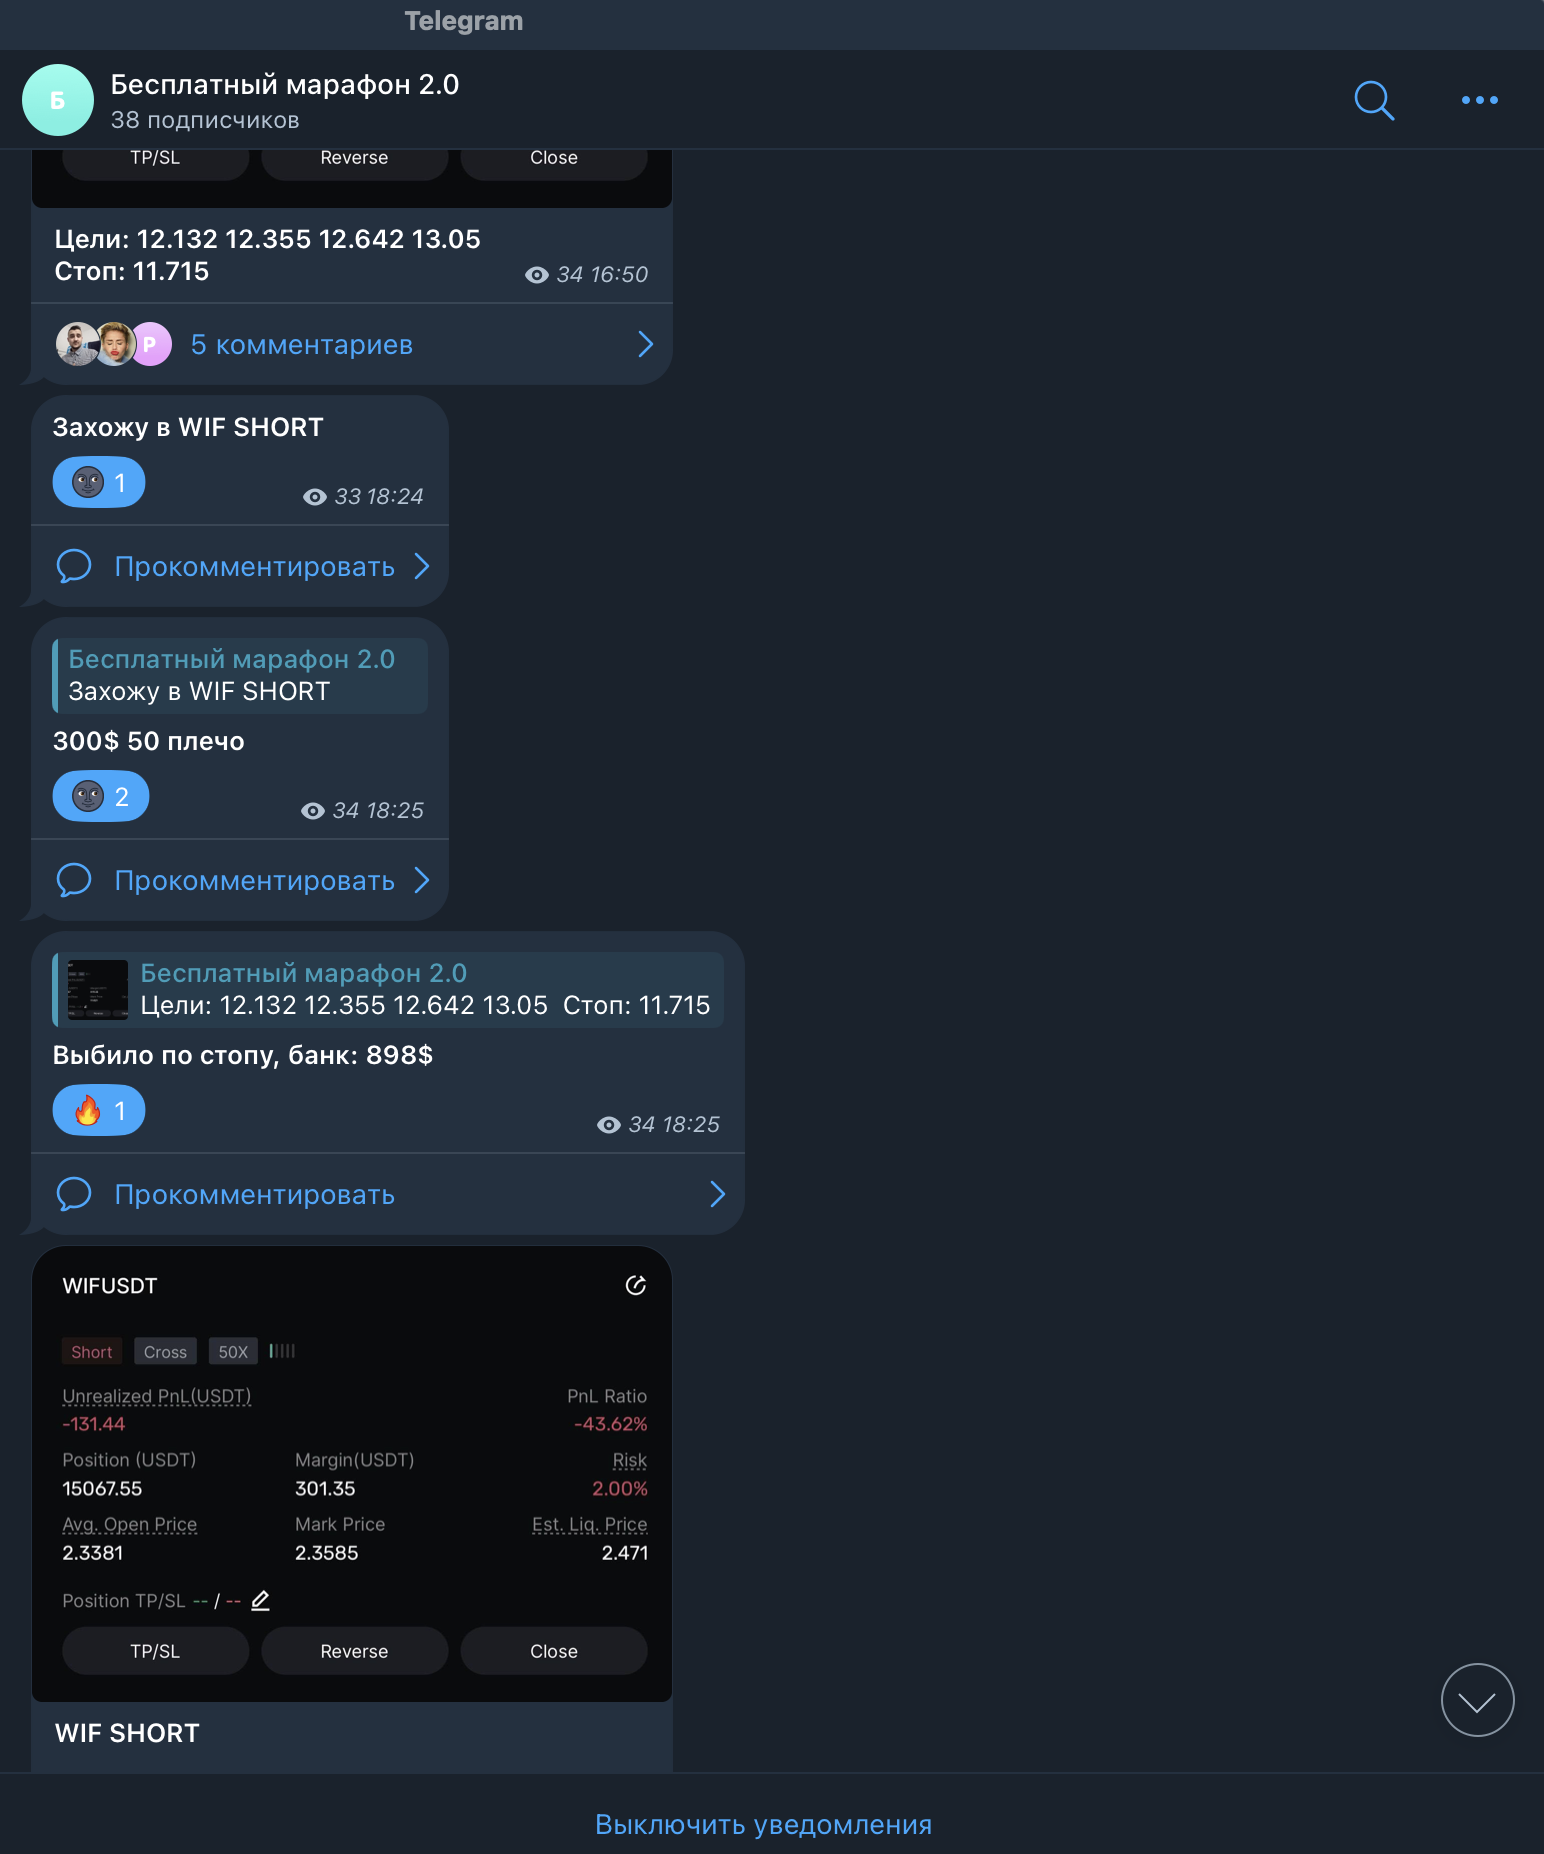 Telegram
Б
Бесплатный марафон 2.0
38 подписчиков
TP/SL Reverse Close
Цели: 12.132 12.355 12.642 13.05
Стоп: 11.715
34 16:50
P 5 комментариев
Захожу в WIF SHORT
1
33 18:24
Прокомментировать
Бесплатный марафон 2.0
Захожу в WIF SHORT
300$ 50 плечо
2
34 18:25
Прокомментировать
Бесплатный марафон 2.0
Цели: 12.132 12.355 12.642 13.05 Стоп: 11.715
Выбило по стопу, банк: 898$
1
34 18:25
Прокомментировать
WIFUSDT
Short Cross 50X
Unrealized PnL(USDT) PnL Ratio
-131.44 -43.62%
Position (USDT) Margin(USDT) Risk
15067.55 301.35 2.00%
Avg. Open Price Mark Price Est. Liq. Price
2.3381 2.3585 2.471
Position TP/SL -- / --
TP/SL Reverse Close
WIF SHORT
Выключить уведомления